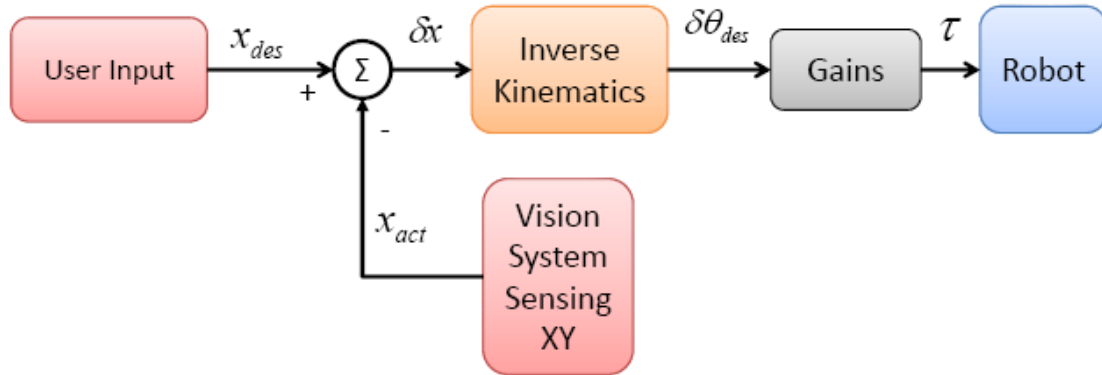 User Input
x_des
+
Σ
-
δx
Inverse
Kinematics
δθ_des
Gains
τ
Robot
x_act
Vision
System
Sensing
XY